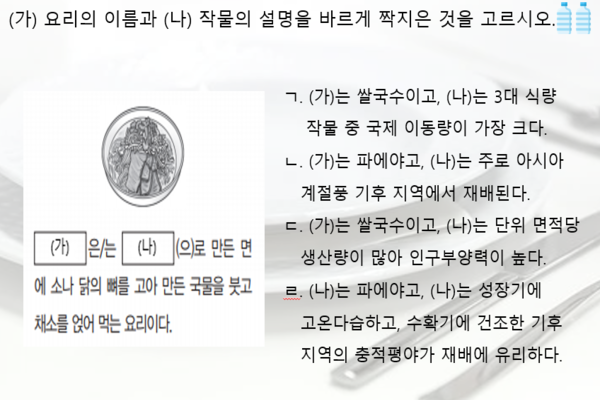 (가) 요리의 이름과 (나) 작물의 설명을 바르게 짝지은 것을 고르시오.
(가) 은/는 (나) (으)로 만든 면
에 소나 닭의 뼈를 고아 만든 국물을 붓고
채소를 얹어 먹는 요리이다.
ㄱ. (가)는 쌀국수이고, (나)는 3대 식량
작물 중 국제 이동량이 가장 크다.
ㄴ. (가)는 파에야고, (나)는 주로 아시아
계절풍 기후 지역에서 재배된다.
ㄷ. (가)는 쌀국수이고, (나)는 단위 면적당
생산량이 많아 인구부양력이 높다.
ㄹ. (나)는 파에야고, (나)는 성장기에
고온다습하고, 수확기에 건조한 기후
지역의 충적평야가 재배에 유리하다.